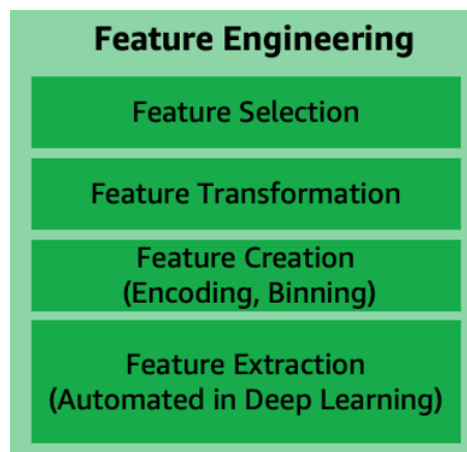 Feature Engineering
Feature Selection
Feature Transformation
Feature Creation
(Encoding, Binning)
Feature Extraction
(Automated in Deep Learning)